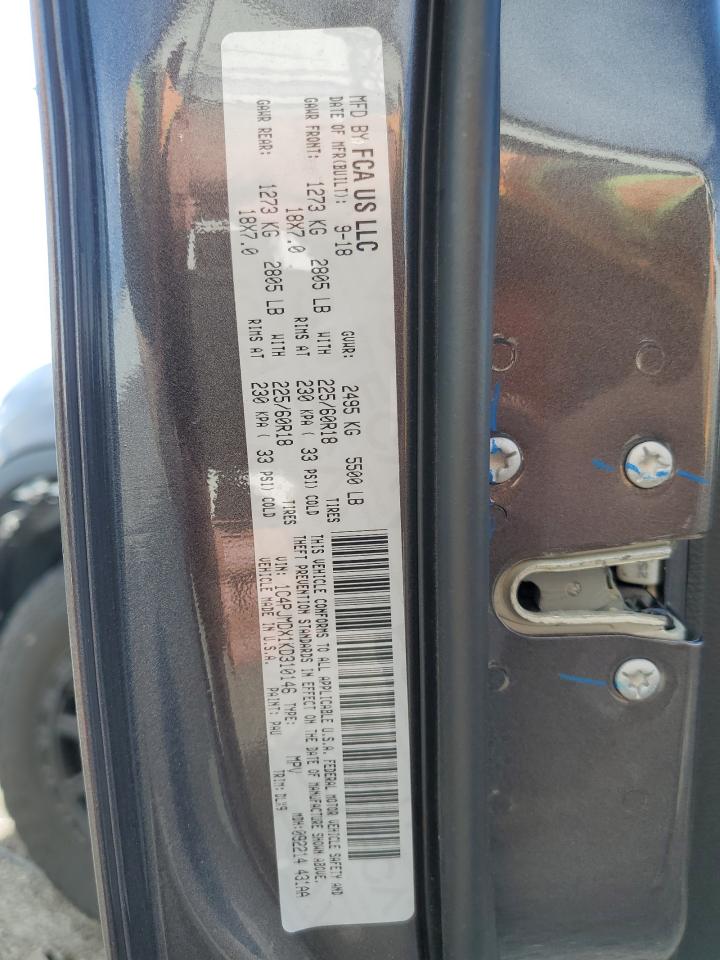 MFD BY FCA US LLC
DATE OF MFR(BUILT): 9-18 GVWR: 2495 KG 5500 LB
GAWR FRONT: 1273 KG 2805 LB WITH 225/60R18 TIRES
18X7.0 RIMS AT 230 KPA ( 33 PSI) COLD
GAWR REAR: 1273 KG 2805 LB WITH 225/60R18 TIRES
18X7.0 RIMS AT 230 KPA ( 33 PSI) COLD
THIS VEHICLE CONFORMS TO ALL APPLICABLE U.S.A. FEDERAL MOTOR VEHICLE SAFETY AND
THEFT PREVENTION STANDARDS IN EFFECT ON THE DATE OF MANUFACTURE SHOWN ABOVE.
VIN: 1C4PJMDX1KD310146 TYPE: MPV MDH:092214 431AA
VEHICLE MADE IN U.S.A. PAINT: PAU TRIM: DLX9